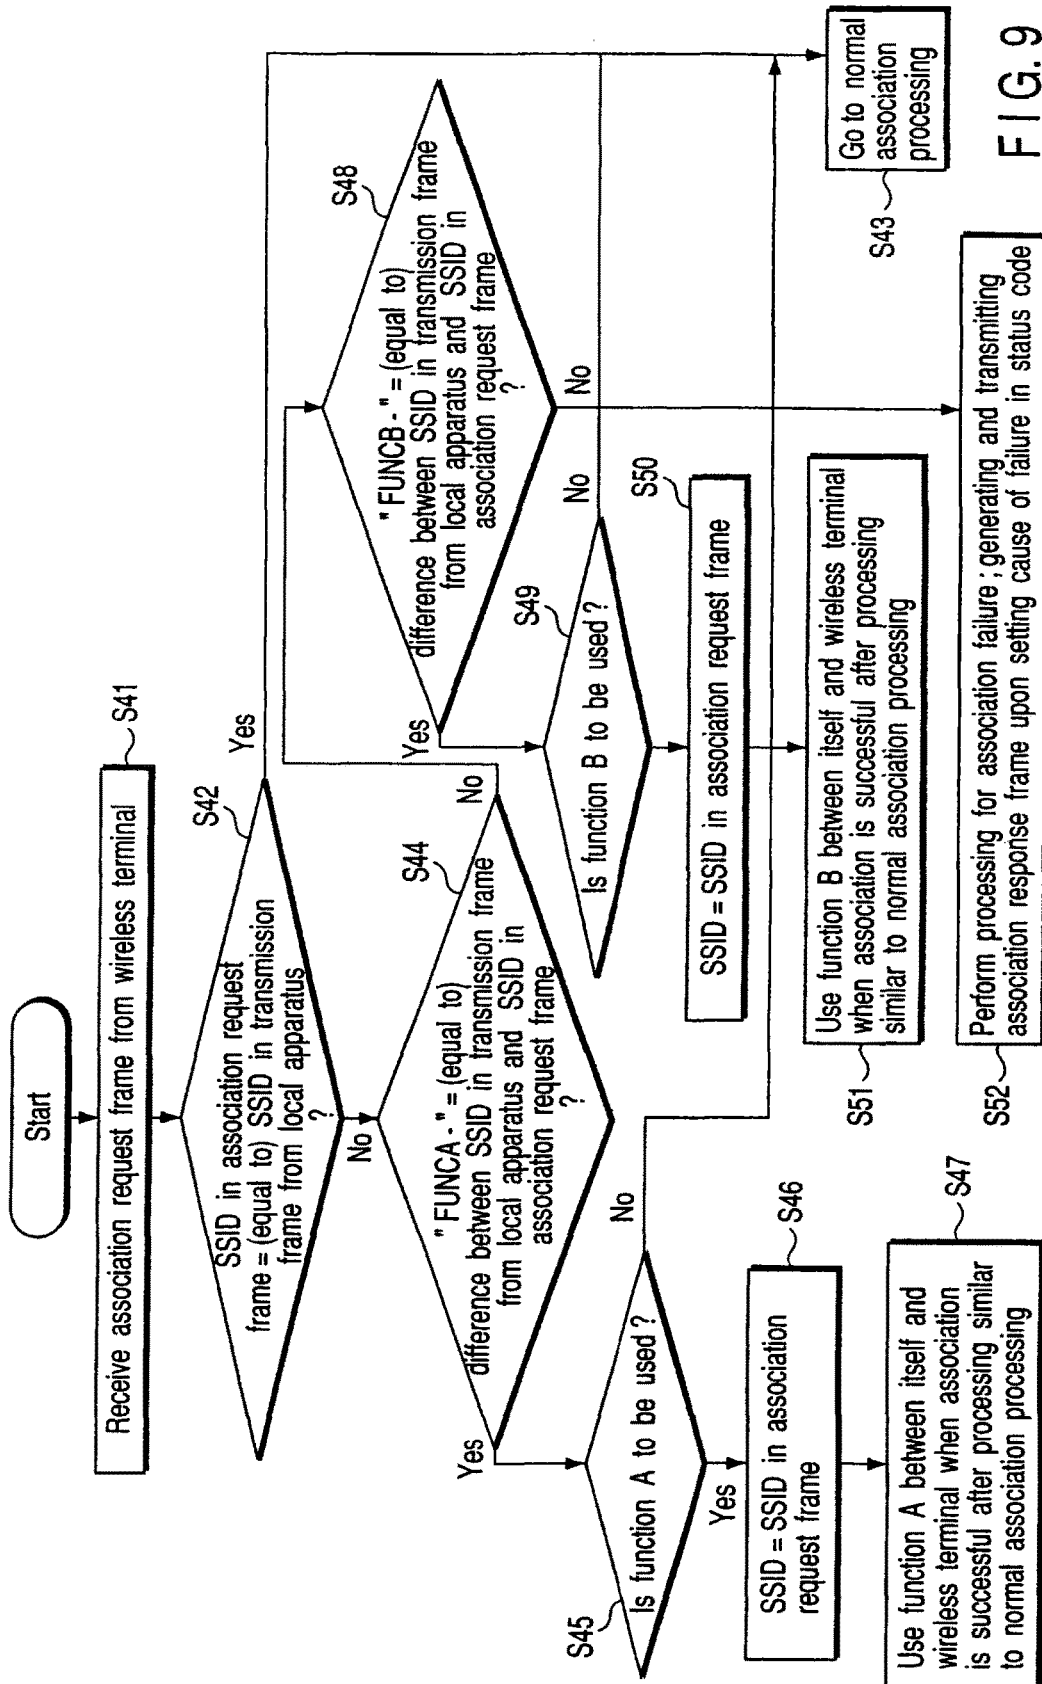 Start
Receive association request frame from wireless terminal
S41
SSID in association request
frame = (equal to) SSID in transmission
frame from local apparatus
?
S42
Yes
No
"FUNCA - " = (equal to)
difference between SSID in transmission frame
from local apparatus and SSID in
association request frame
?
S44
Yes
No
Is function A to be used ?
S45
No
Yes
SSID = SSID in association
request frame
S46
Use function A between itself and
wireless terminal when association
is successful after processing similar
to normal association processing
S47
"FUNCB - " = (equal to)
difference between SSID in transmission frame
from local apparatus and SSID in
association request frame
?
S48
Yes
No
Is function B to be used ?
S49
No
SSID = SSID in association request frame
S50
Use function B between itself and wireless terminal
when association is successful after processing
similar to normal association processing
S51
Perform processing for association failure ; generating and transmitting
association response frame upon setting cause of failure in status code
S52
Go to normal
association
processing
S43
FIG. 9